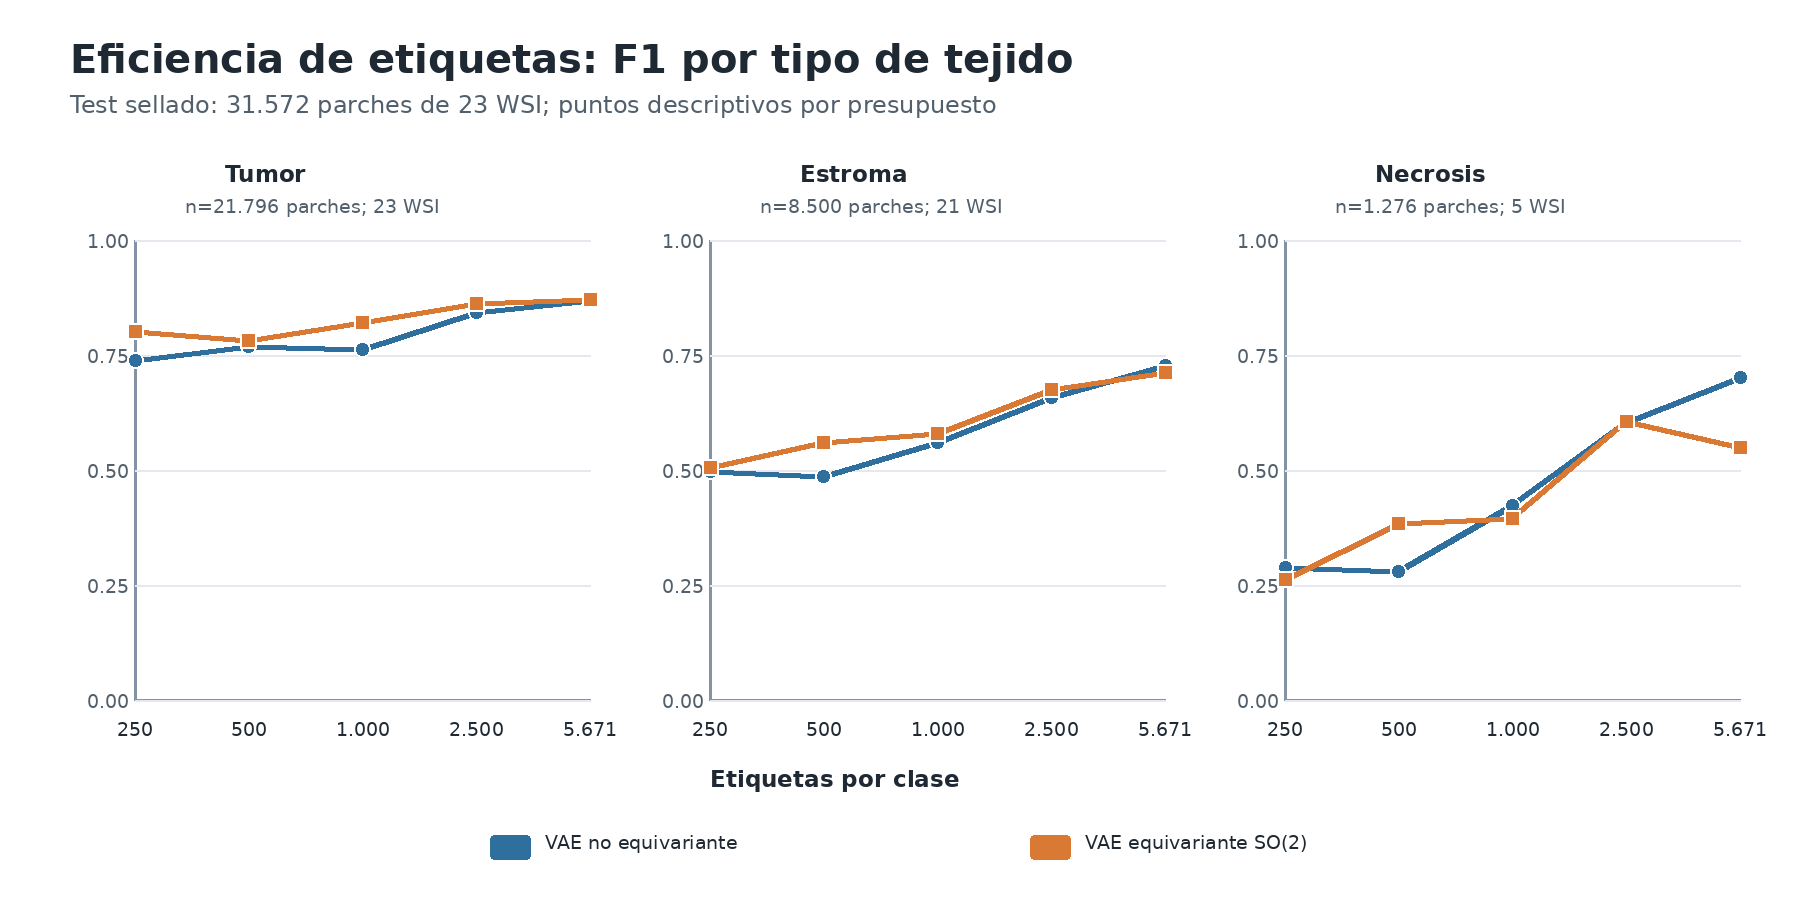 Eficiencia de etiquetas: F1 por tipo de tejido
Test sellado: 31.572 parches de 23 WSI; puntos descriptivos por presupuesto
Tumor
n=21.796 parches; 23 WSI
1.00
0.75
0.50
0.25
0.00
250 500 1.000 2.500 5.671
Estroma
n=8.500 parches; 21 WSI
1.00
0.75
0.50
0.25
0.00
250 500 1.000 2.500 5.671
Necrosis
n=1.276 parches; 5 WSI
1.00
0.75
0.50
0.25
0.00
250 500 1.000 2.500 5.671
Etiquetas por clase
VAE no equivariante
VAE equivariante SO(2)